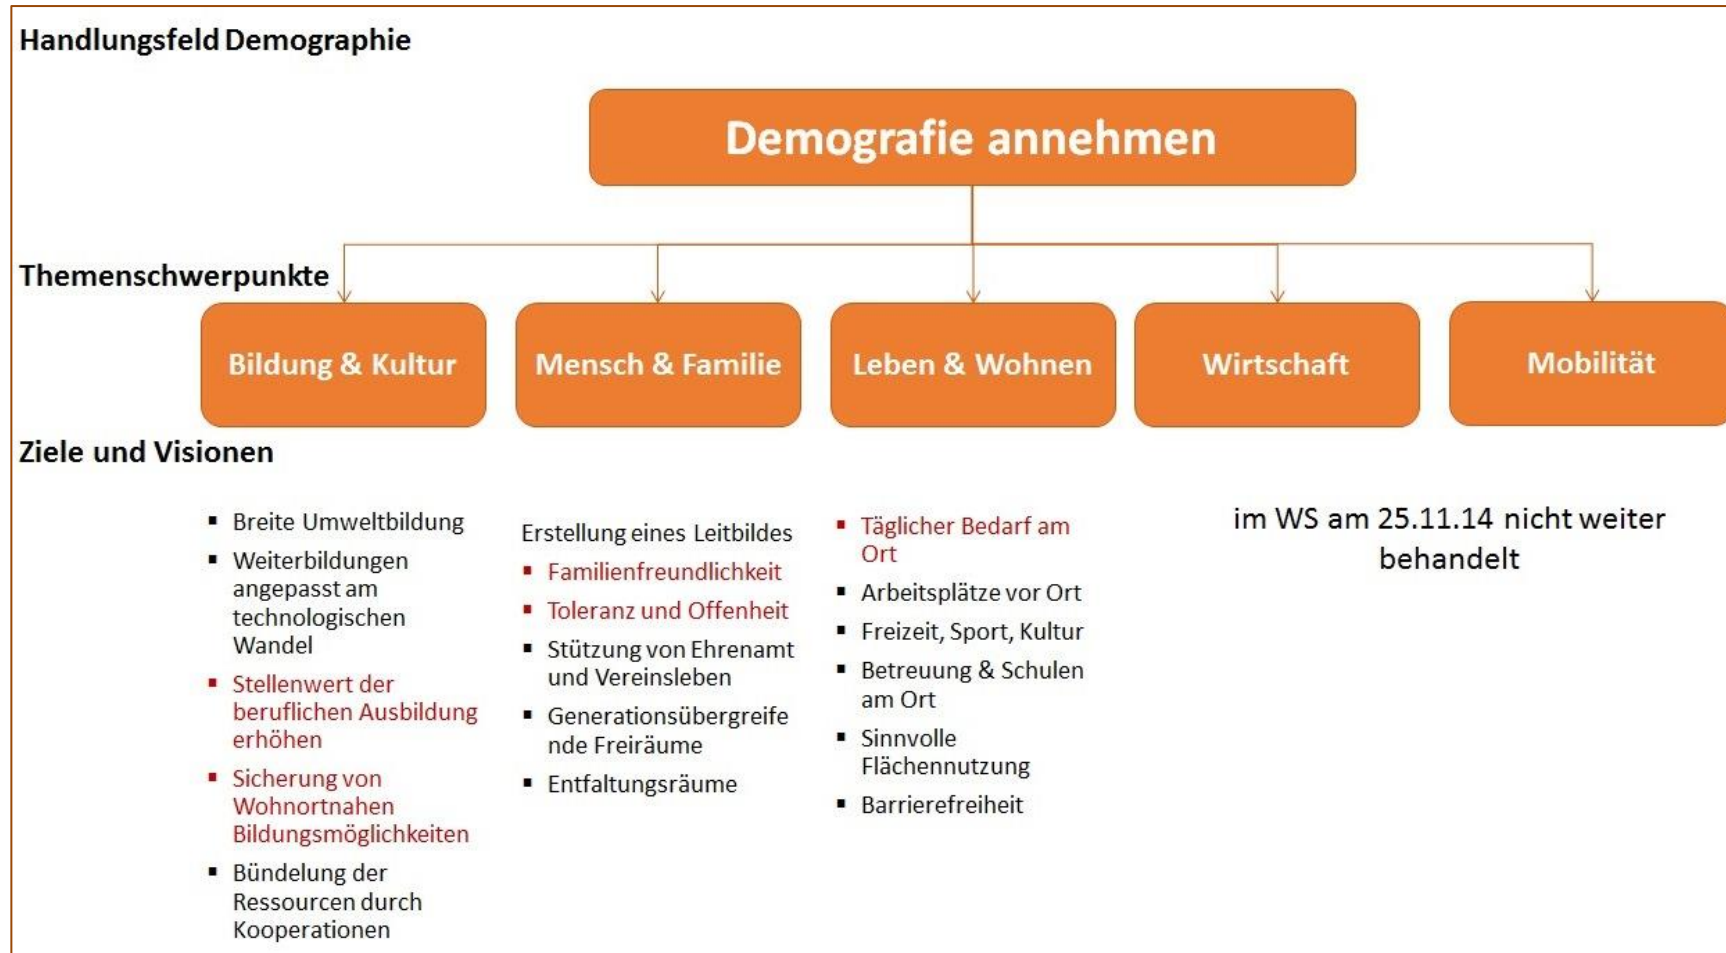 Handlungsfeld Demographie
Demografie annehmen
Themenschwerpunkte
Bildung & Kultur
Mensch & Familie
Leben & Wohnen
Wirtschaft
Mobilität
Ziele und Visionen
▪ Breite Umweltbildung
▪ Weiterbildungen
angepasst am
technologischen
Wandel
▪ Stellenwert der
beruflichen Ausbildung
erhöhen
▪ Sicherung von
Wohnortnahen
Bildungsmöglichkeiten
▪ Bündelung der
Ressourcen durch
Kooperationen
Erstellung eines Leitbildes
▪ Familienfreundlichkeit
▪ Toleranz und Offenheit
▪ Stützung von Ehrenamt
und Vereinsleben
▪ Generationsübergreife
nde Freiräume
▪ Entfaltungsräume
▪ Täglicher Bedarf am
Ort
▪ Arbeitsplätze vor Ort
▪ Freizeit, Sport, Kultur
▪ Betreuung & Schulen
am Ort
▪ Sinnvolle
Flächennutzung
▪ Barrierefreiheit
im WS am 25.11.14 nicht weiter
behandelt